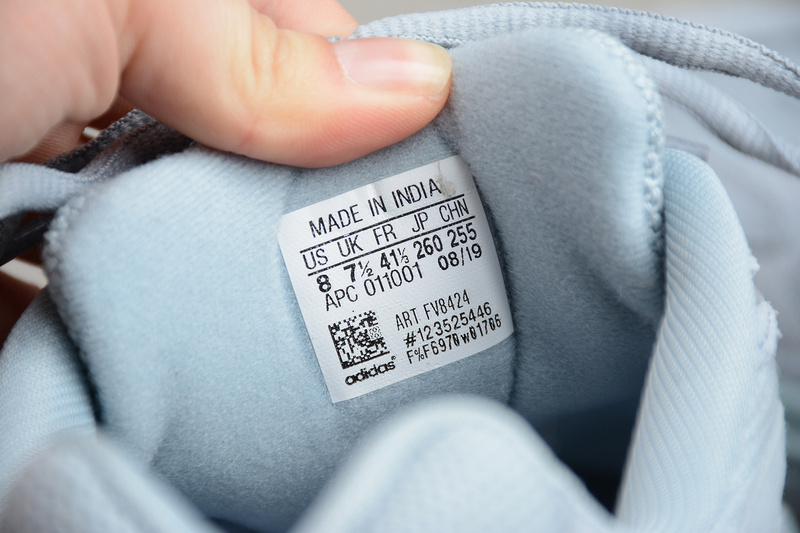 MADE IN INDIA
US UK FR JP CHN
8 7½ 41⅓ 260 255
APC 011001 08/19
ART FV8424
#123525446
F%F6970w01706
adidas®